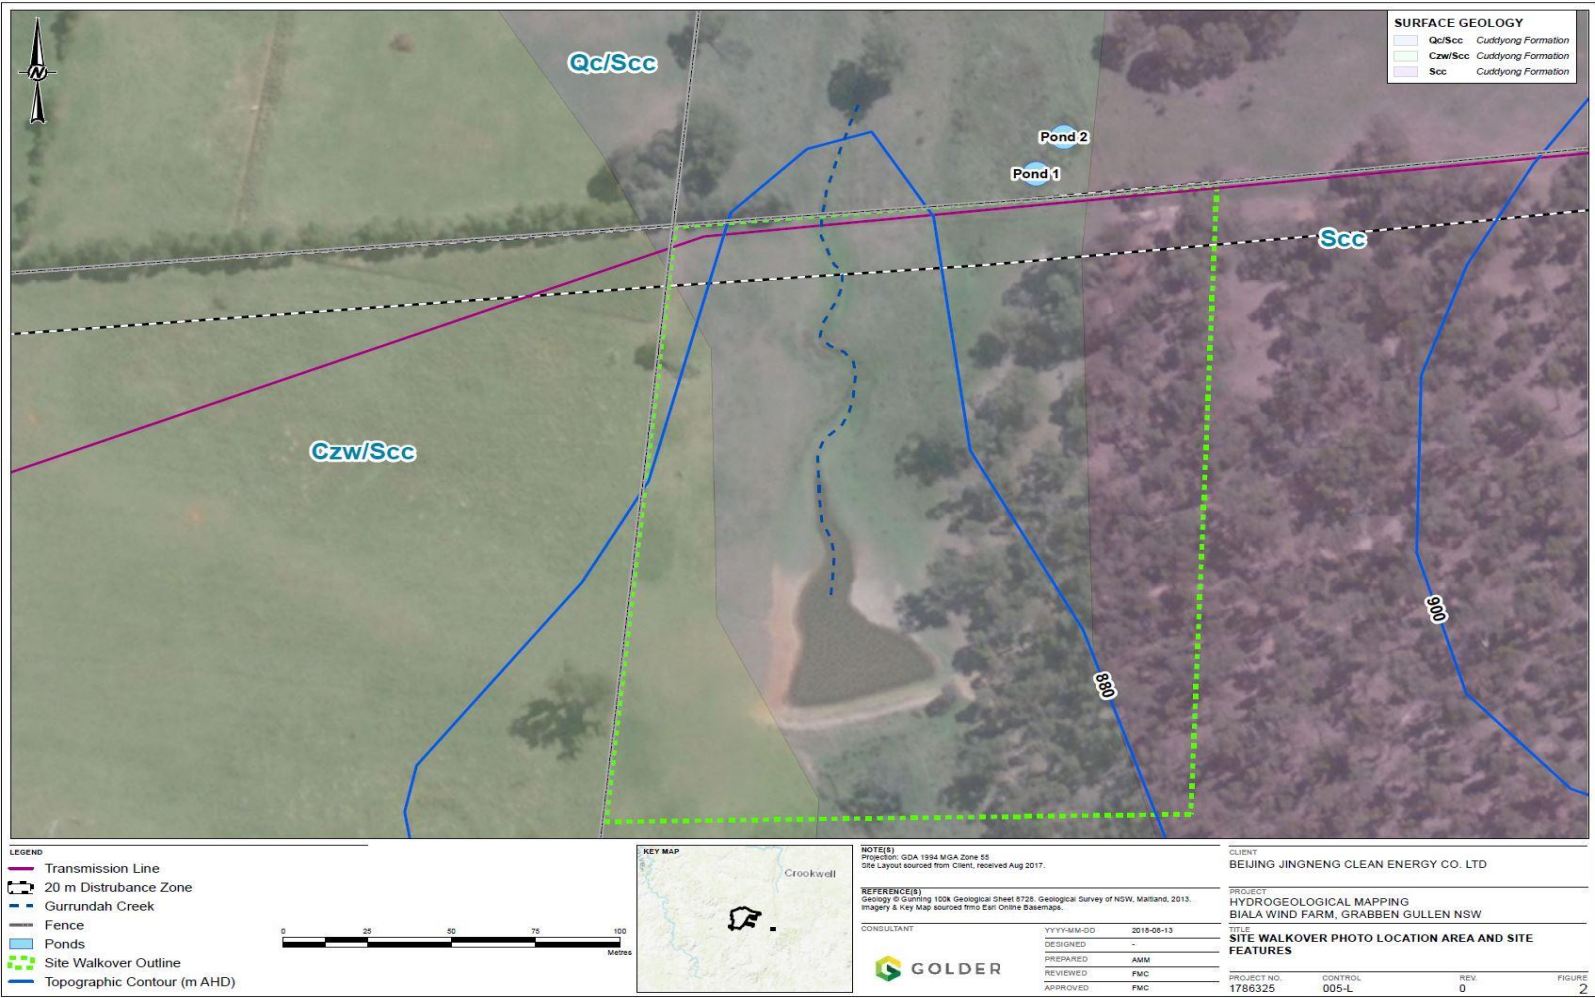 SURFACE GEOLOGY
Qc/Scc Cuddyong Formation
Czw/Scc Cuddyong Formation
Scc Cuddyong Formation
N
Qc/Scc
Pond 2
Pond 1
Scc
Czw/Scc
900
880
LEGEND
Transmission Line
20 m Distrubance Zone
Gurrundah Creek
Fence
Ponds
Site Walkover Outline
Topographic Contour (m AHD)
0 25 50 75 100
Metres
KEY MAP
Crookwell
NOTE(S)
Projection: GDA 1994 MGA Zone 55
Site Layout sourced from Client, received Aug 2017.
REFERENCE(S)
Geology © Gunning 100k Geological Sheet 8728. Geological Survey of NSW, Maitland, 2013.
Imagery & Key Map sourced frmo Esri Online Basemaps.
CONSULTANT
GOLDER
YYYY-MM-DD 2018-08-13
DESIGNED -
PREPARED AMM
REVIEWED FMC
APPROVED FMC
CLIENT
BEIJING JINGNENG CLEAN ENERGY CO. LTD
PROJECT
HYDROGEOLOGICAL MAPPING
BIALA WIND FARM, GRABBEN GULLEN NSW
TITLE
SITE WALKOVER PHOTO LOCATION AREA AND SITE
FEATURES
PROJECT NO. CONTROL REV. FIGURE
1786325 005-L 0 2